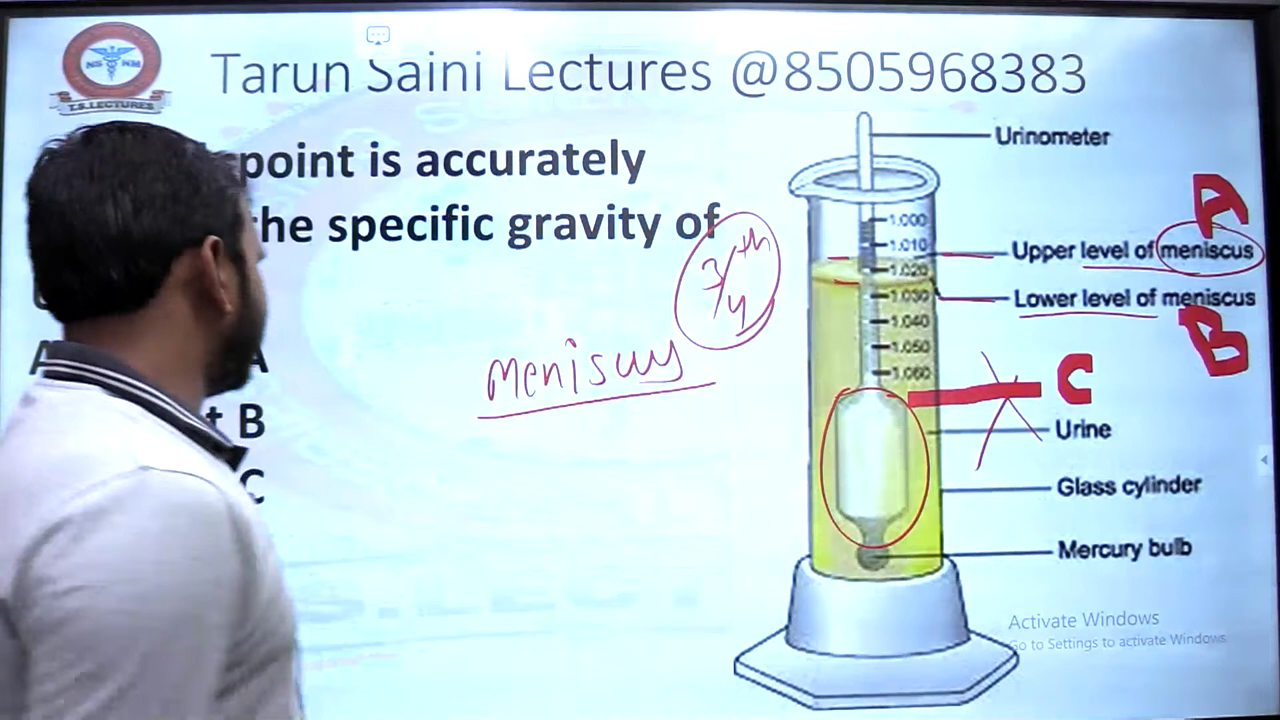 T.S.LECTURES
Tarun Saini Lectures @8505968383
point is accurately
the specific gravity of
A
B
C
3/4th
Meniscus
Urinometer
1.000
1.010
1.020
1.030
1.040
1.050
1.060
A
Upper level of meniscus
Lower level of meniscus
B
C
Urine
Glass cylinder
Mercury bulb
Activate Windows
Go to Settings to activate Windows.